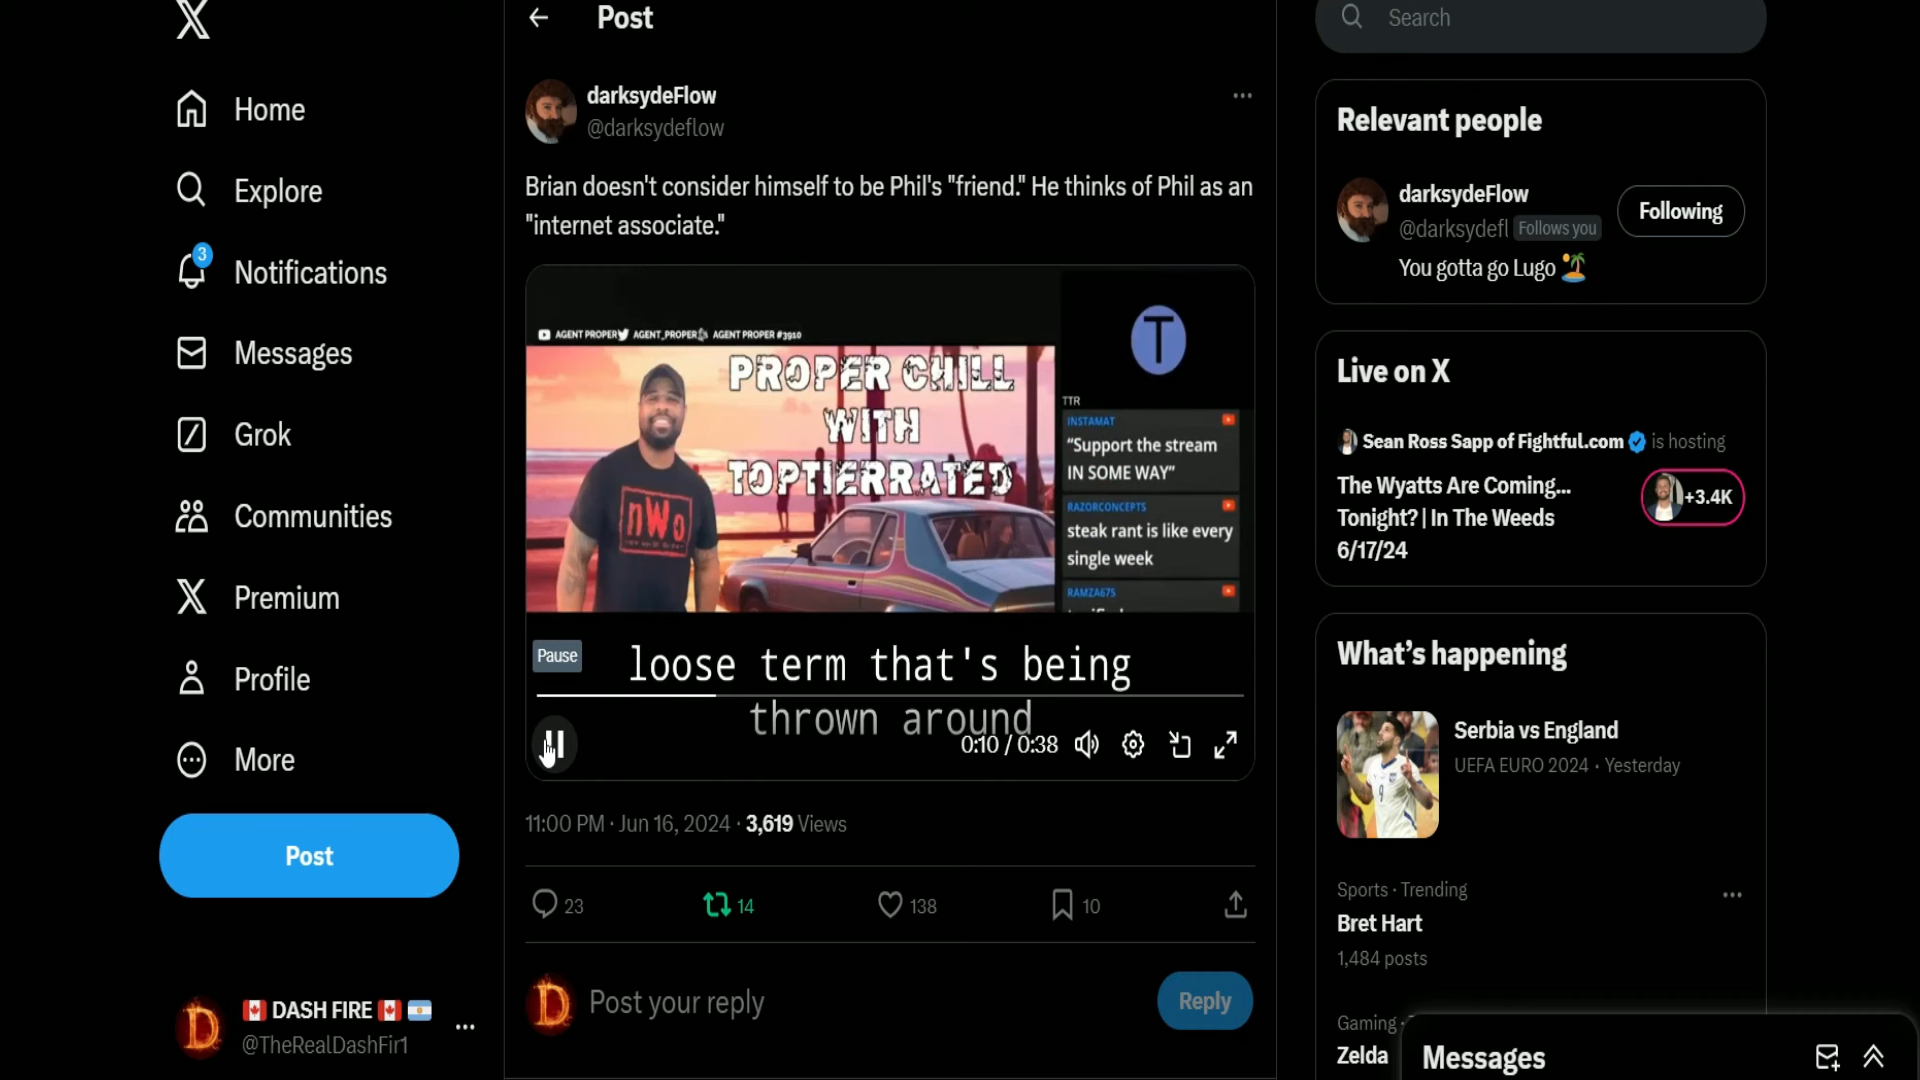 Post
Search
Home
Explore
3
Notifications
Messages
Grok
Communities
Premium
Profile
More
Post
DASH FIRE
@TheRealDashFir1
darksydeFlow
@darksydeflow
Brian doesn't consider himself to be Phil's "friend." He thinks of Phil as an
"internet associate."
AGENT PROPER AGENT_PROPER AGENT PROPER #3910
PROPER CHILL
WITH
TOPTIERRATED
nWo
T
TTR
INSTAMAT
“Support the stream
IN SOME WAY”
RAZORCONCEPTS
steak rant is like every
single week
RAMZA675
Pause
loose term that's being
thrown around
0:10 / 0:38
11:00 PM · Jun 16, 2024 · 3,619 Views
23
14
138
10
D
Post your reply
Reply
Relevant people
darksydeFlow
@darksydefl Follows you
Following
You gotta go Lugo
Live on X
Sean Ross Sapp of Fightful.com is hosting
The Wyatts Are Coming...
Tonight? | In The Weeds
6/17/24
+3.4K
What’s happening
Serbia vs England
UEFA EURO 2024 · Yesterday
Sports · Trending
Bret Hart
1,484 posts
Gaming ·
Zelda
Messages